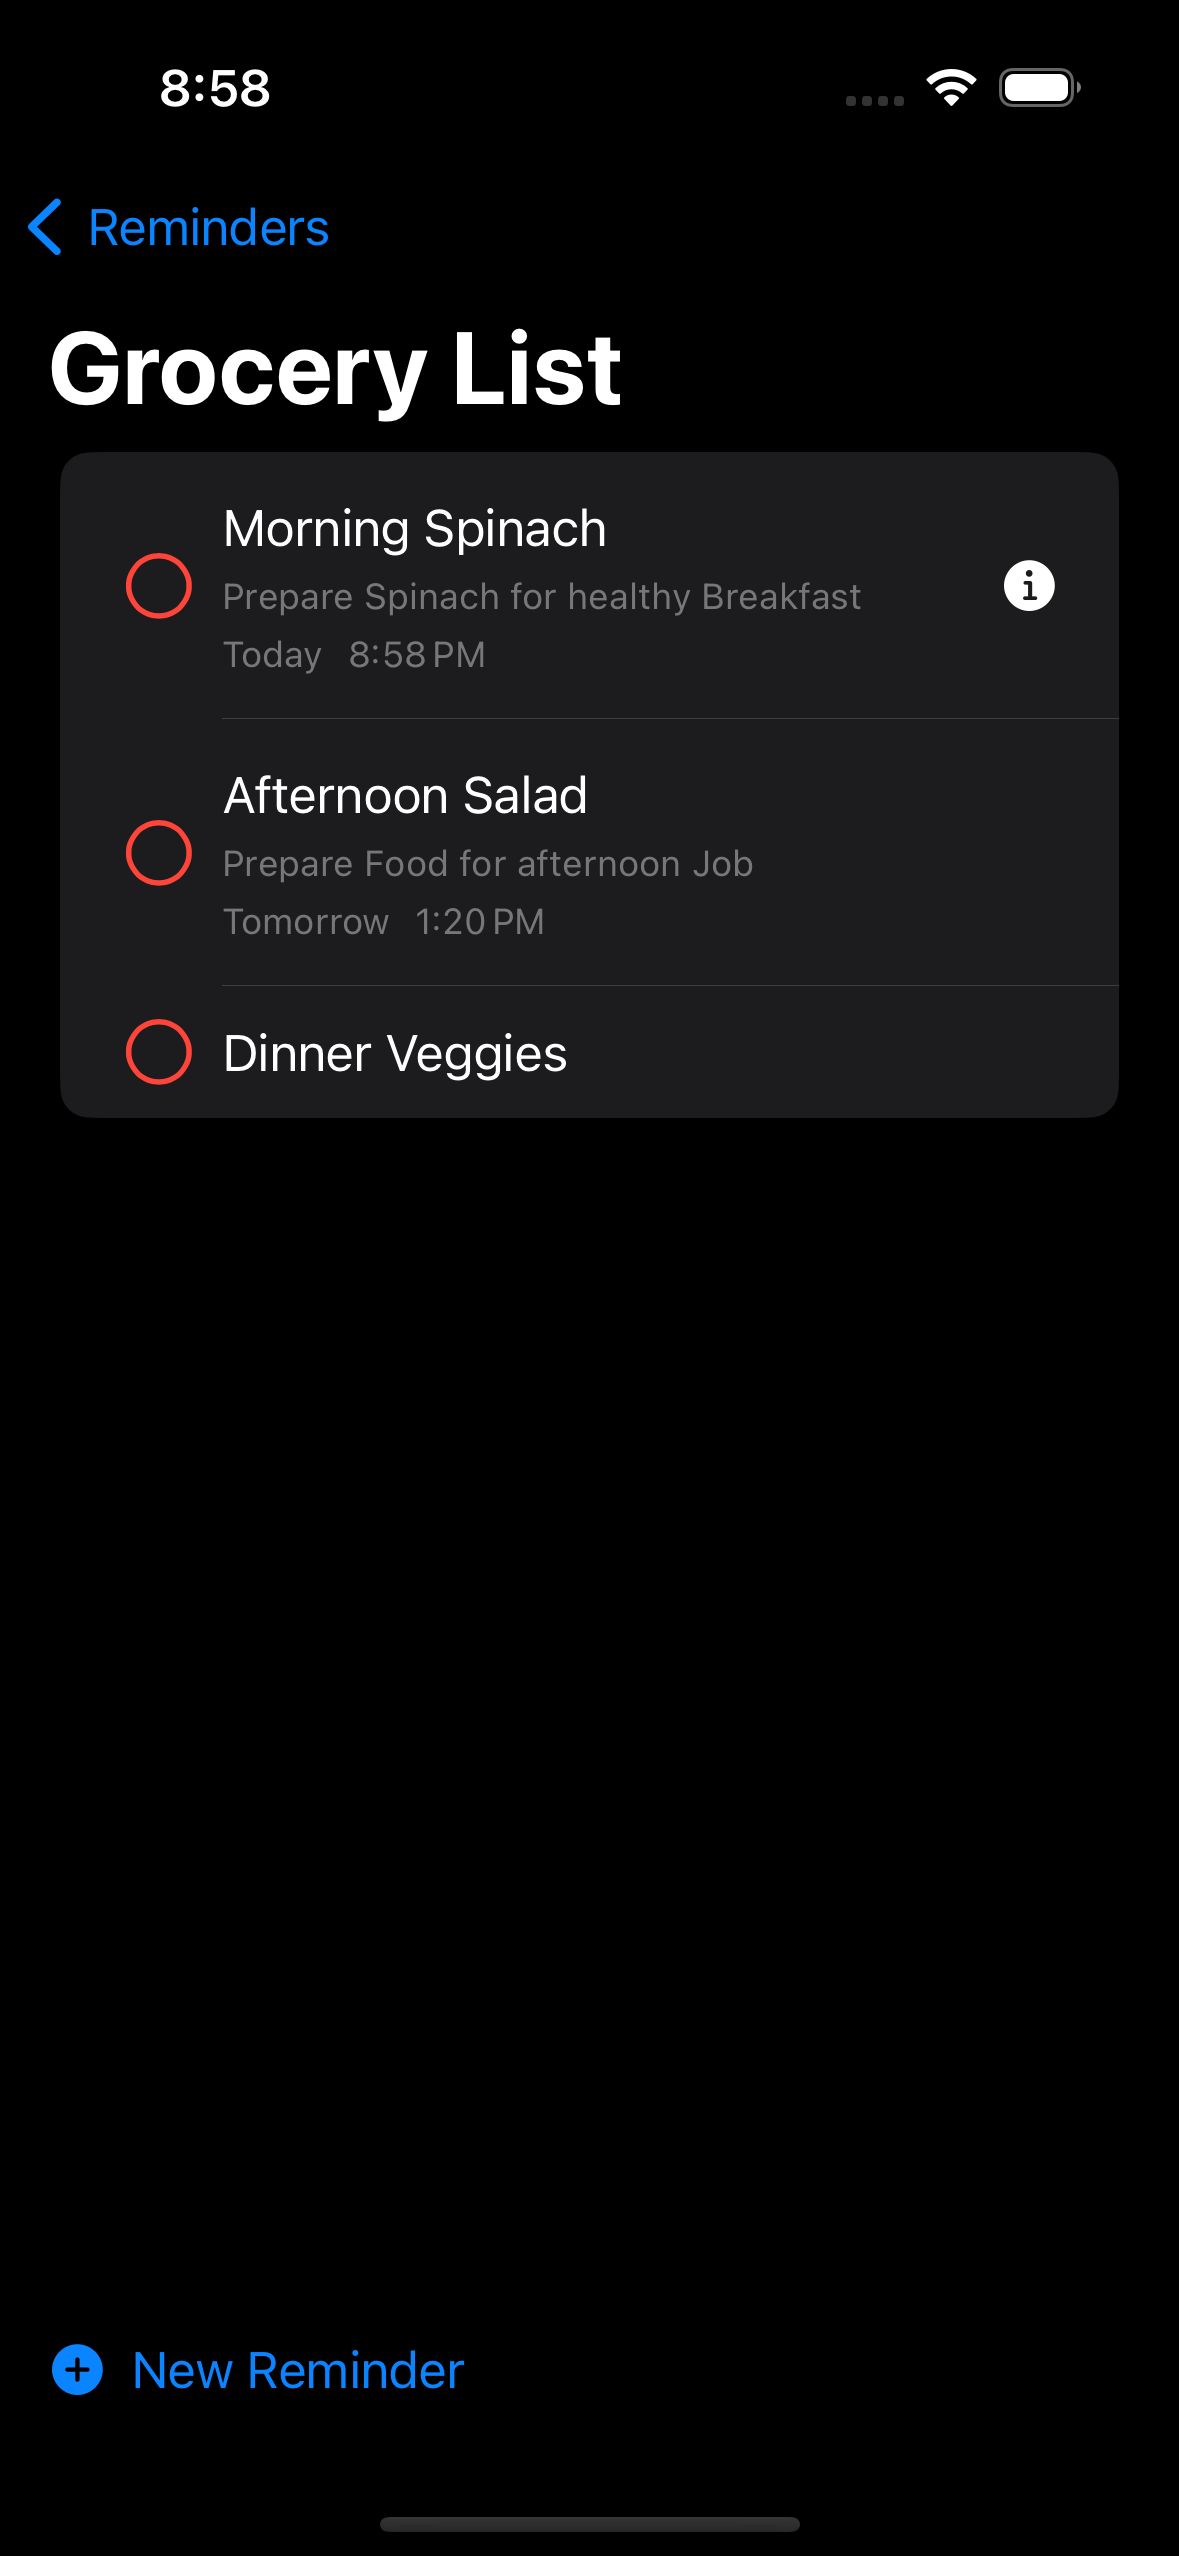 8:58
Reminders
Grocery List
Morning Spinach
Prepare Spinach for healthy Breakfast
Today 8:58 PM
Afternoon Salad
Prepare Food for afternoon Job
Tomorrow 1:20 PM
Dinner Veggies
New Reminder